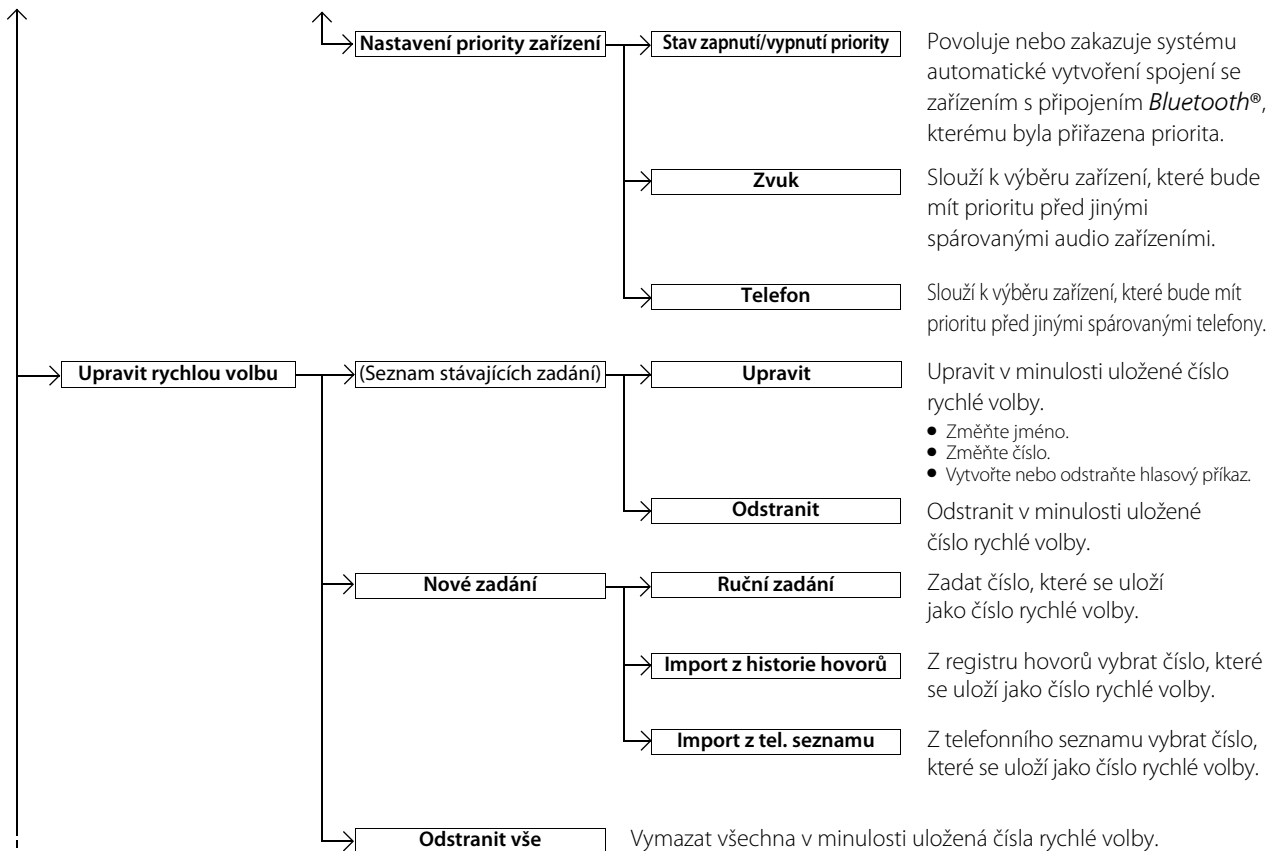 Nastavení priority zařízení
Stav zapnutí/vypnutí priority
Povoluje nebo zakazuje systému
automatické vytvoření spojení se
zařízením s připojením Bluetooth®,
kterému byla přiřazena priorita.
Zvuk
Slouží k výběru zařízení, které bude
mít prioritu před jinými
spárovanými audio zařízeními.
Telefon
Slouží k výběru zařízení, které bude mít
prioritu před jinými spárovanými telefony.
Upravit rychlou volbu
(Seznam stávajících zadání)
Upravit
Upravit v minulosti uložené číslo
rychlé volby.
● Změňte jméno.
● Změňte číslo.
● Vytvořte nebo odstraňte hlasový příkaz.
Odstranit
Odstranit v minulosti uložené
číslo rychlé volby.
Nové zadání
Ruční zadání
Zadat číslo, které se uloží
jako číslo rychlé volby.
Import z historie hovorů
Z registru hovorů vybrat číslo, které
se uloží jako číslo rychlé volby.
Import z tel. seznamu
Z telefonního seznamu vybrat číslo,
které se uloží jako číslo rychlé volby.
Odstranit vše
Vymazat všechna v minulosti uložená čísla rychlé volby.